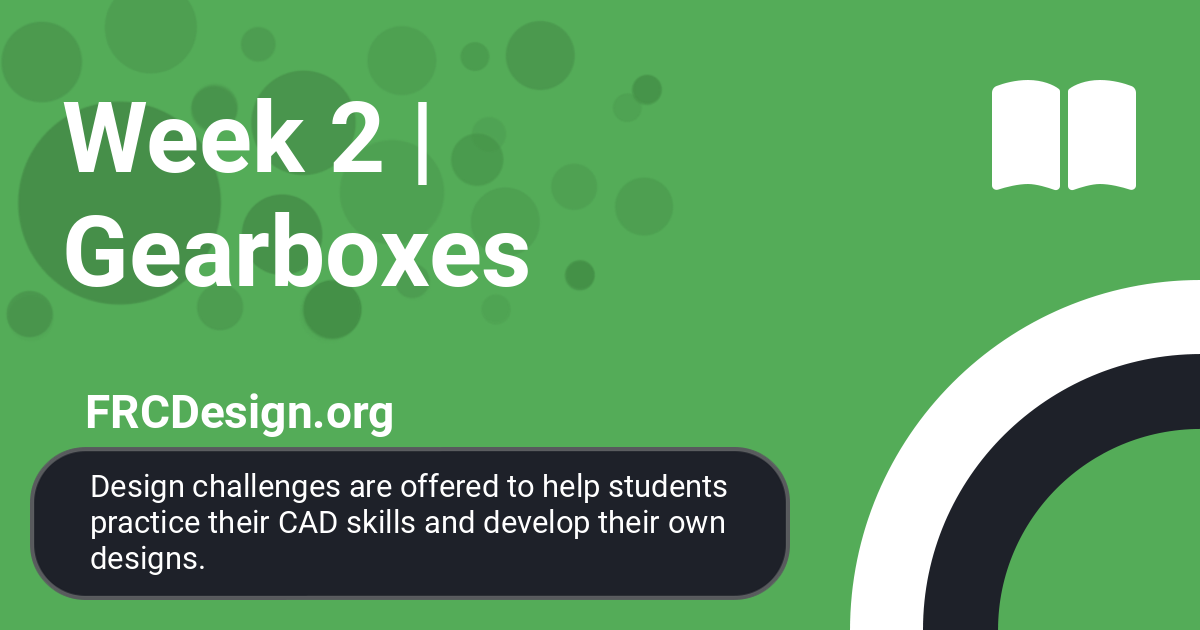 Week 2 |
Gearboxes
FRCDesign.org
Design challenges are offered to help students
practice their CAD skills and develop their own
designs.